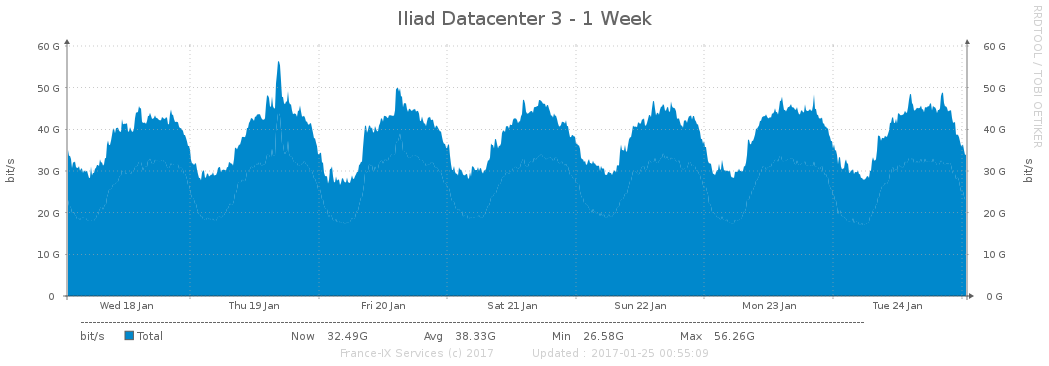 Iliad Datacenter 3 - 1 Week
RRDTOOL / TOBI OETIKER
60 G 60 G
50 G 50 G
40 G 40 G
30 G 30 G
20 G 20 G
10 G 10 G
0 0 G
bit/s
bit/s
Wed 18 Jan Thu 19 Jan Fri 20 Jan Sat 21 Jan Sun 22 Jan Mon 23 Jan Tue 24 Jan
bit/s Total Now 32.49G Avg 38.33G Min 26.58G Max 56.26G
France-IX Services (c) 2017 Updated : 2017-01-25 00:55:09